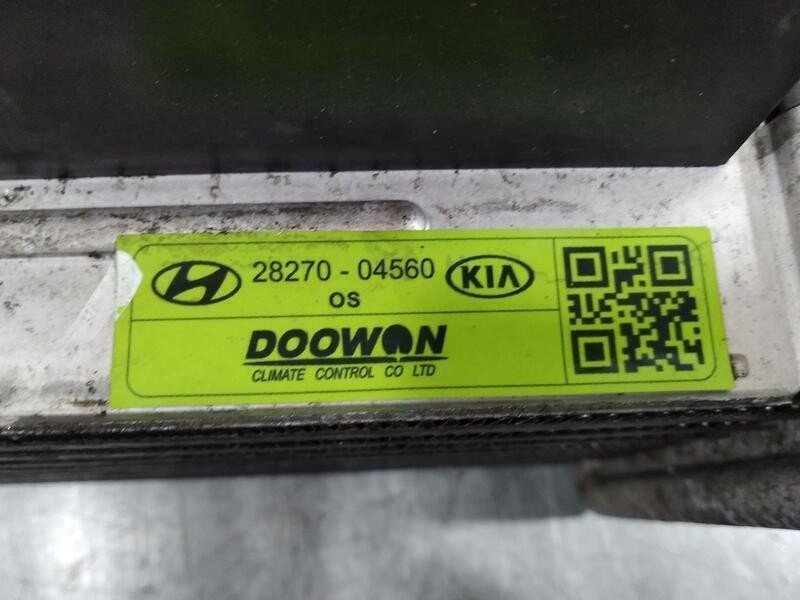 28270 - 04560 KIA
OS
DOOWON
CLIMATE CONTROL CO LTD